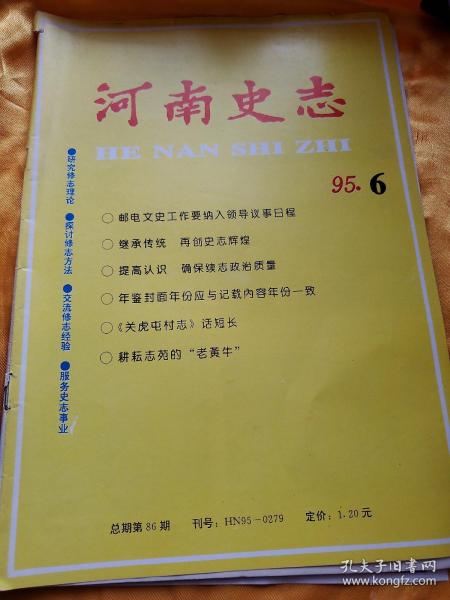 河南史志
HE NAN SHI ZHI
95.6
●研究修志理论
●探讨修志方法
●交流修志经验
●服务史志事业
○邮电文史工作要纳入领导议事日程
○继承传统 再创史志辉煌
○提高认识 确保续志政治质量
○年鉴封面年份应与记载内容年份一致
○《关虎屯村志》话短长
○耕耘志苑的“老黄牛”
总期第86期 刊号:HN95-0279 定价:1.20元
孔夫子旧书网
www.kongfz.com